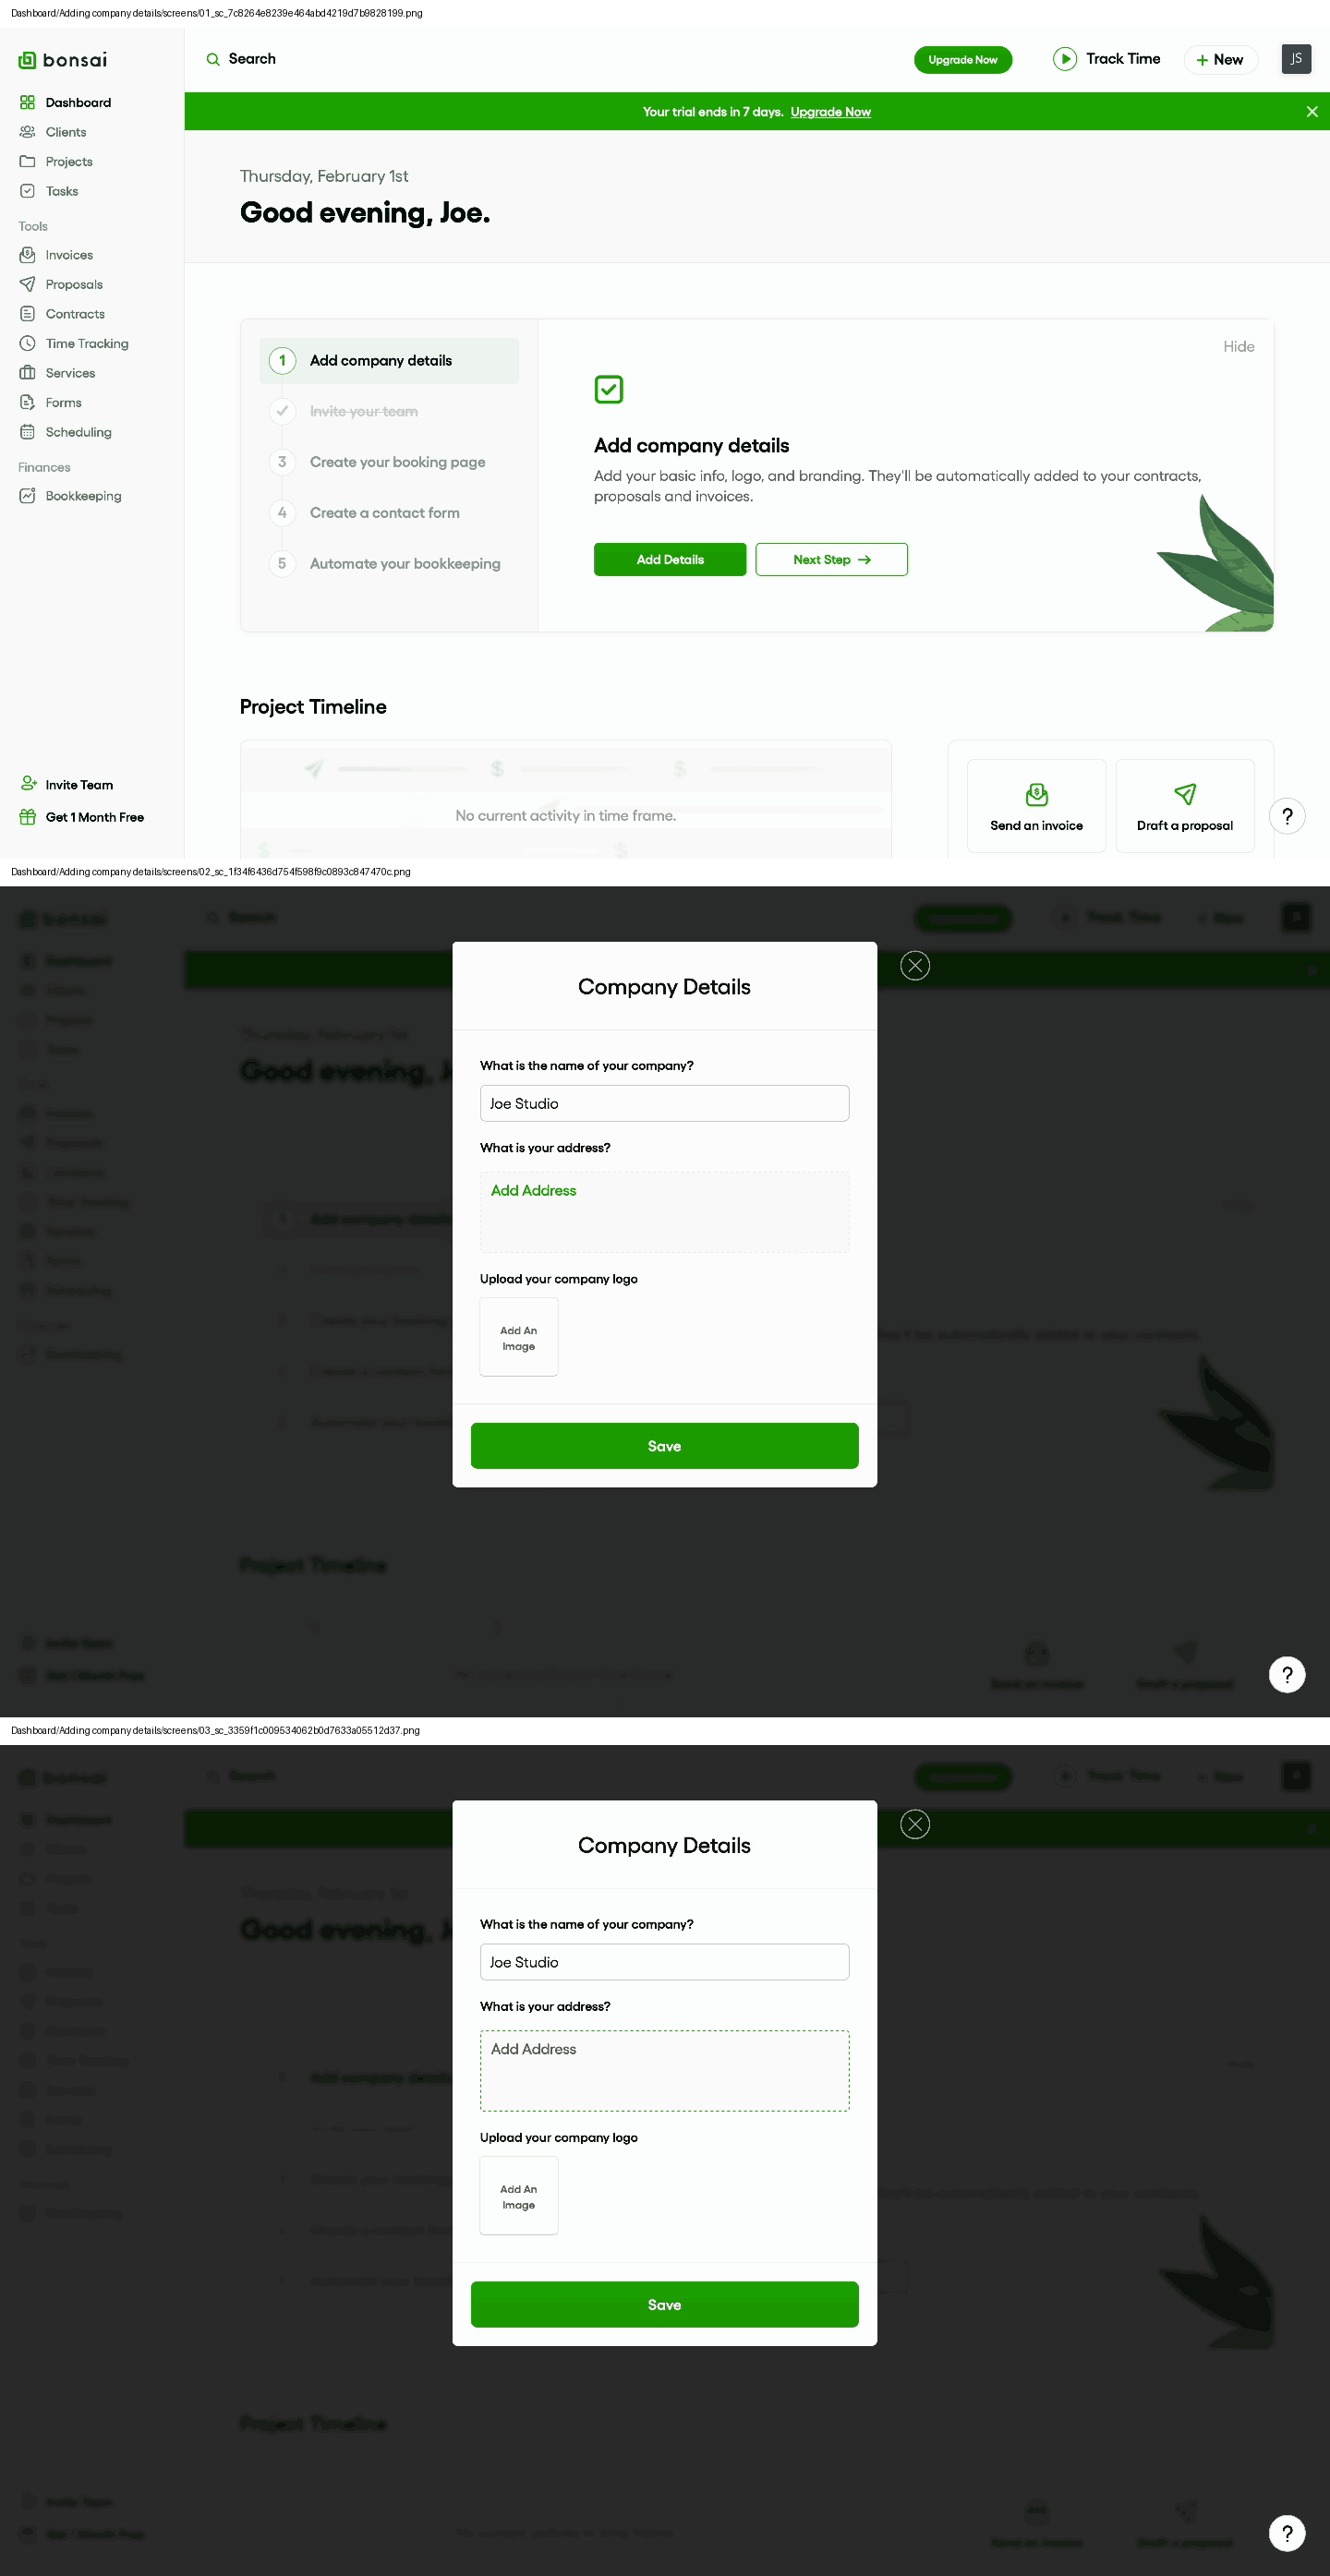 Dashboard/Adding company details/screens/01_sc_7c8264e8239e464abd4219d7b9828199.png
bonsai
Search
Upgrade Now
Track Time
New
JS
Your trial ends in 7 days. Upgrade Now
Dashboard
Clients
Projects
Tasks
Tools
Invoices
Proposals
Contracts
Time Tracking
Services
Forms
Scheduling
Finances
Bookkeeping
Invite Team
Get 1 Month Free
Thursday, February 1st
Good evening, Joe.
1 Add company details
Invite your team
3 Create your booking page
4 Create a contact form
5 Automate your bookkeeping
Hide
Add company details
Add your basic info, logo, and branding. They'll be automatically added to your contracts,
proposals and invoices.
Add Details
Next Step
Project Timeline
No current activity in time frame.
Send an invoice
Draft a proposal
?
Dashboard/Adding company details/screens/02_sc_1f34f6436d754f598f9c0893c847470c.png
Company Details
What is the name of your company?
Joe Studio
What is your address?
Add Address
Upload your company logo
Add An
Image
Save
Good evening, J
Project Timeline
?
Dashboard/Adding company details/screens/03_sc_3359f1c009534062b0d7633a05512d37.png
Company Details
What is the name of your company?
Joe Studio
What is your address?
Add Address
Upload your company logo
Add An
Image
Save
Good evening, J
Project Timeline
?